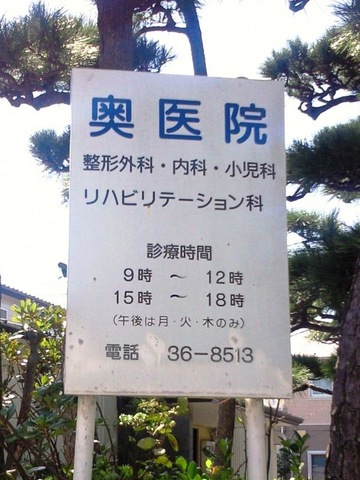 奥医院
整形外科・内科・小児科
リハビリテーション科
診療時間
9時 〜 12時
15時 〜 18時
(午後は月・火・木のみ)
電話 36-8513